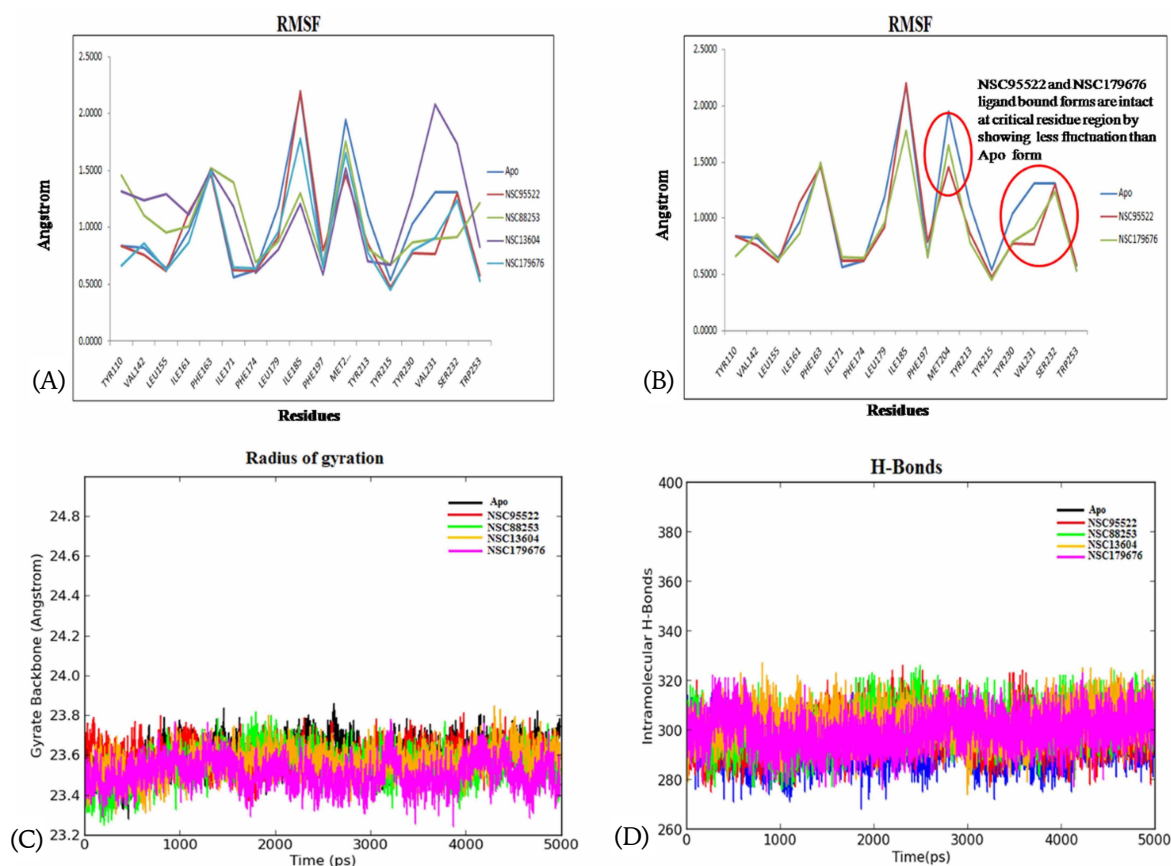 RMSF
2.5000
2.0000
1.5000
1.0000
0.5000
0.0000
Angstrom
Apo
NSC95522
NSC88253
NSC13604
NSC179676
TYR110
VAL142
LEU155
ILE161
PHE163
ILE171
PHE174
LEU179
ILE185
PHE197
MET2...
TYR213
TYR215
TYR230
VAL231
SER232
TRP253
(A)
Residues
RMSF
2.5000
2.0000
1.5000
1.0000
0.5000
0.0000
Angstrom
NSC95522 and NSC179676
ligand bound forms are intact
at critical residue region by
showing less fluctuation than
Apo form
Apo
NSC95522
NSC179676
TYR110
VAL142
LEU155
ILE161
PHE163
ILE171
PHE174
LEU179
ILE185
PHE197
MET204
TYR213
TYR215
TYR230
VAL231
SER232
TRP253
(B)
Residues
Radius of gyration
24.8
24.6
24.4
24.2
24.0
23.8
23.6
23.4
23.2
Gyrate Backbone (Angstrom)
Apo
NSC95522
NSC88253
NSC13604
NSC179676
0 1000 2000 3000 4000 5000
(C)
Time (ps)
H-Bonds
400
380
360
340
320
300
280
260
Intramolecular H-Bonds
Apo
NSC95522
NSC88253
NSC13604
NSC179676
0 1000 2000 3000 4000 5000
(D)
Time(ps)